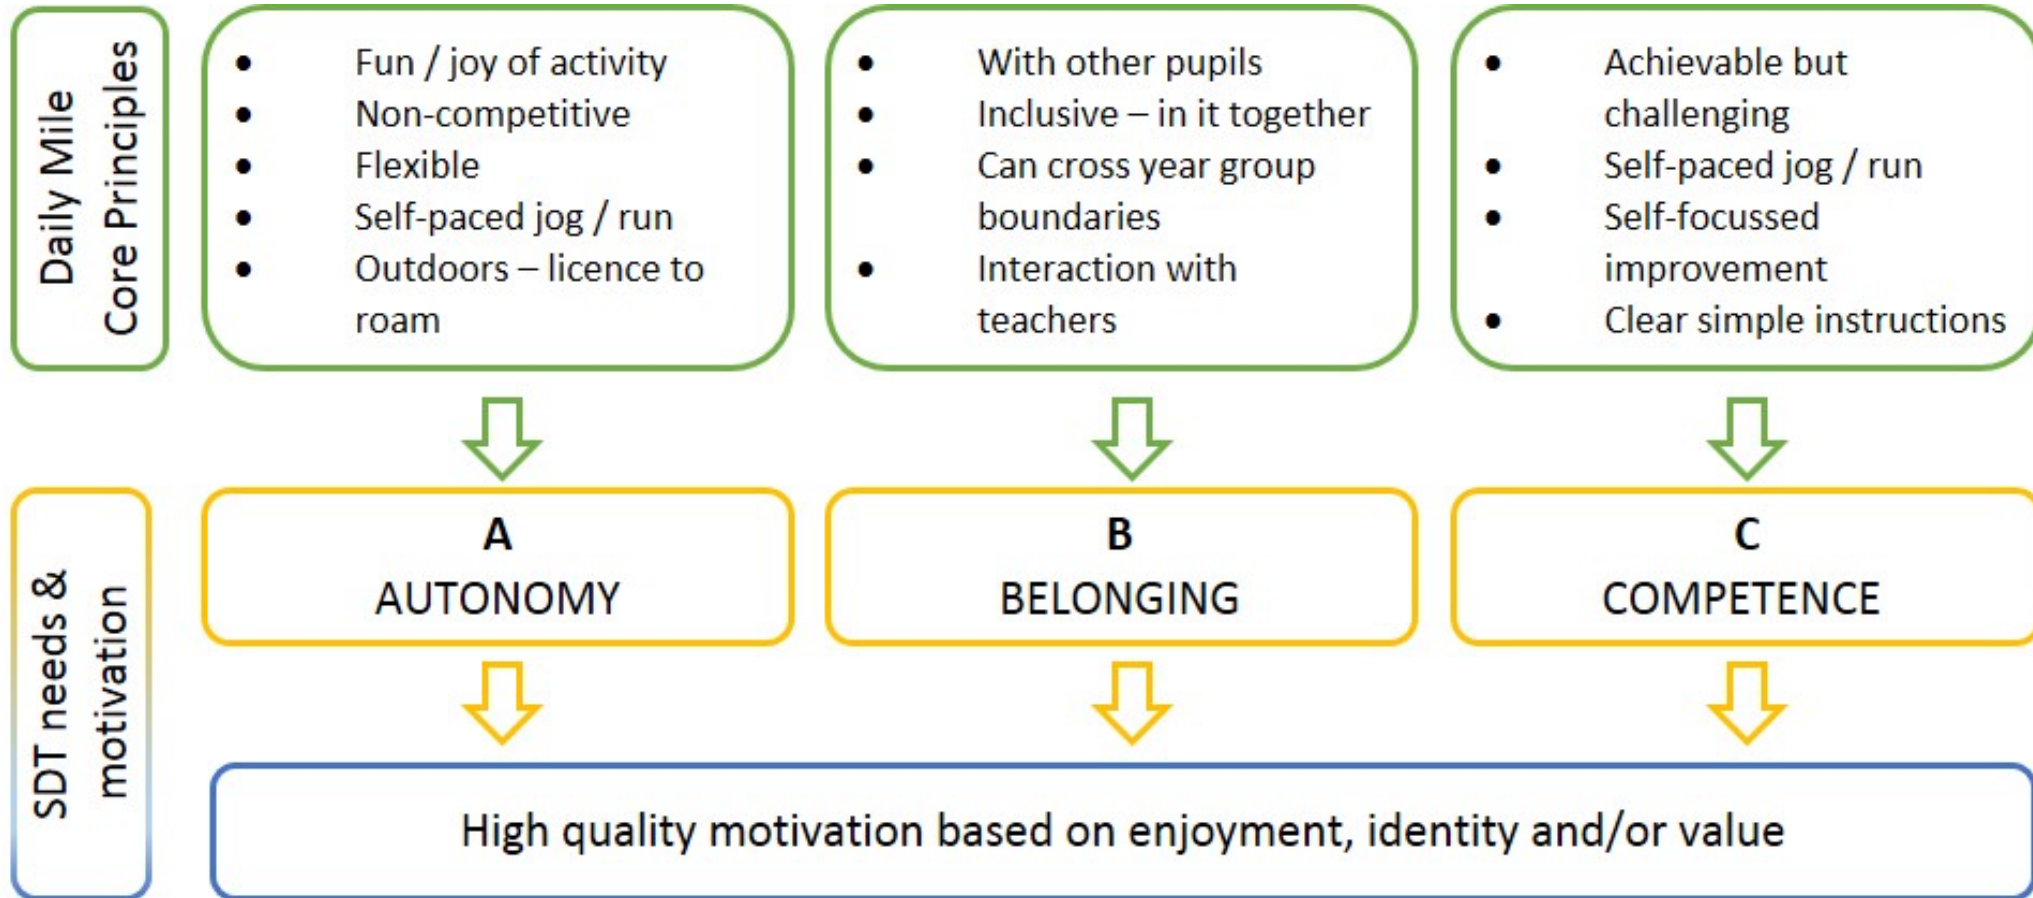 Daily Mile
Core Principles
• Fun / joy of activity
• Non-competitive
• Flexible
• Self-paced jog / run
• Outdoors – licence to
roam
• With other pupils
• Inclusive – in it together
• Can cross year group
boundaries
• Interaction with
teachers
• Achievable but
challenging
• Self-paced jog / run
• Self-focussed
improvement
• Clear simple instructions
SDT needs &
motivation
A
AUTONOMY
B
BELONGING
C
COMPETENCE
High quality motivation based on enjoyment, identity and/or value